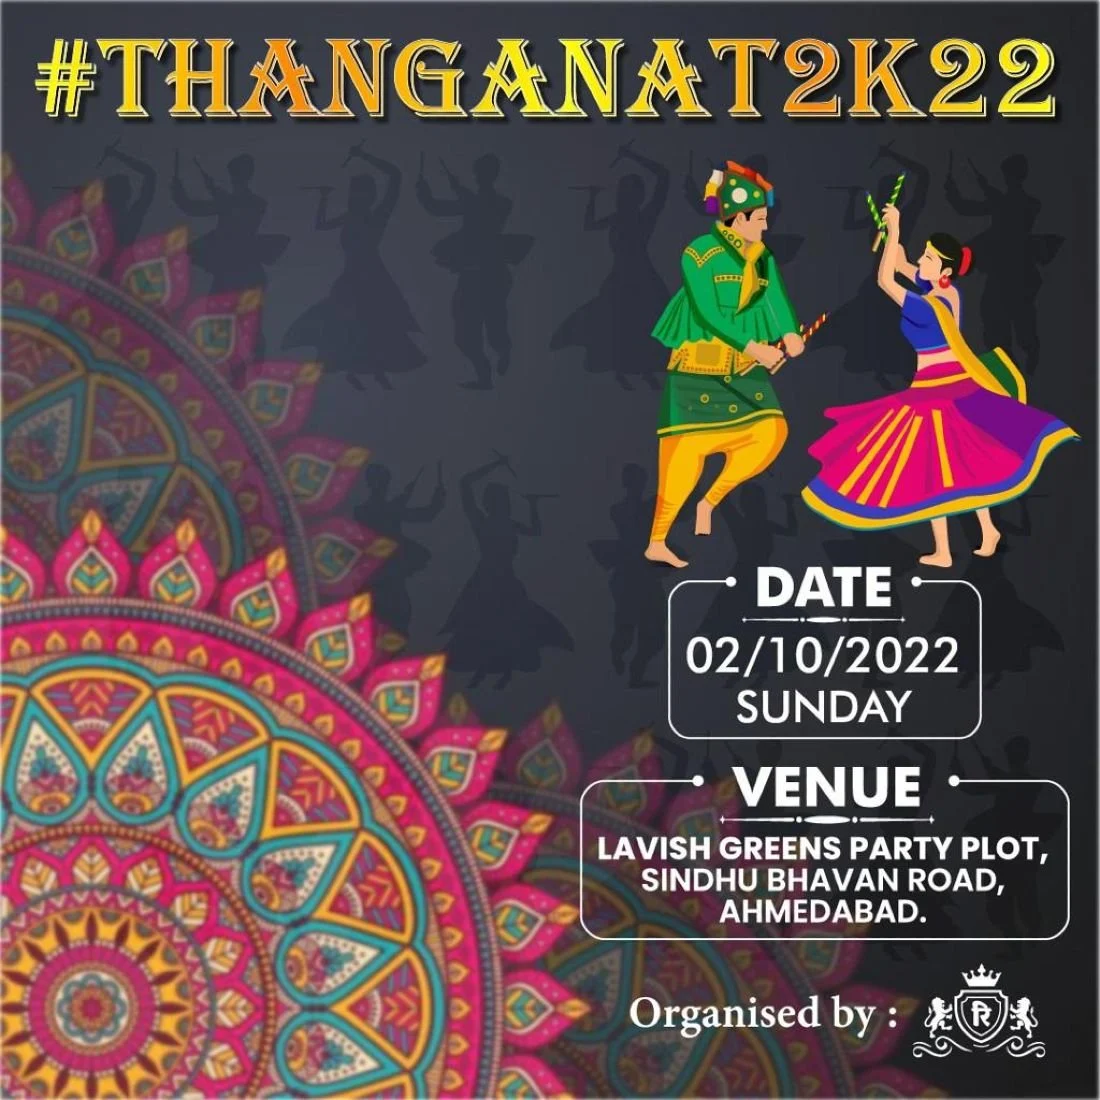 #THANGANAT2K22
DATE
02/10/2022
SUNDAY
VENUE
LAVISH GREENS PARTY PLOT,
SINDHU BHAVAN ROAD,
AHMEDABAD.
Organised by :